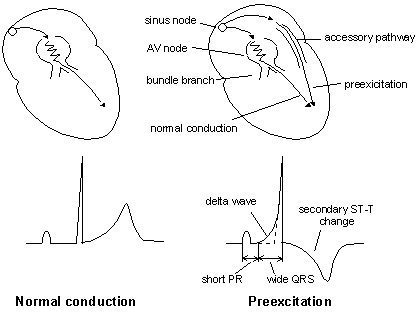 sinus node
accessory pathway
AV node
bundle branch
preexcitation
normal conduction
delta wave
secondary ST-T
change
short PR
wide QRS
Normal conduction
Preexcitation